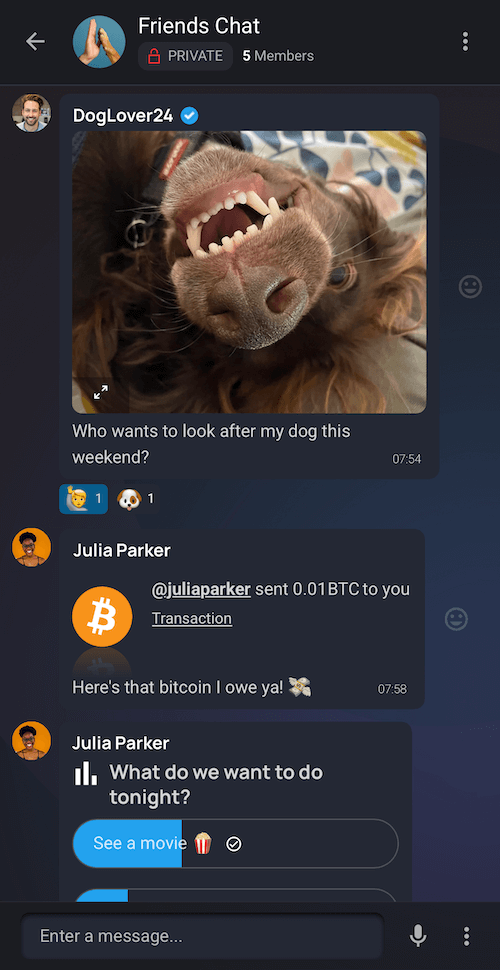 Friends Chat
PRIVATE 5 Members
DogLover24
Who wants to look after my dog this
weekend?
07:54
1 1
Julia Parker
@juliaparker sent 0.01BTC to you
Transaction
Here's that bitcoin I owe ya!
07:58
Julia Parker
What do we want to do
tonight?
See a movie
Enter a message...